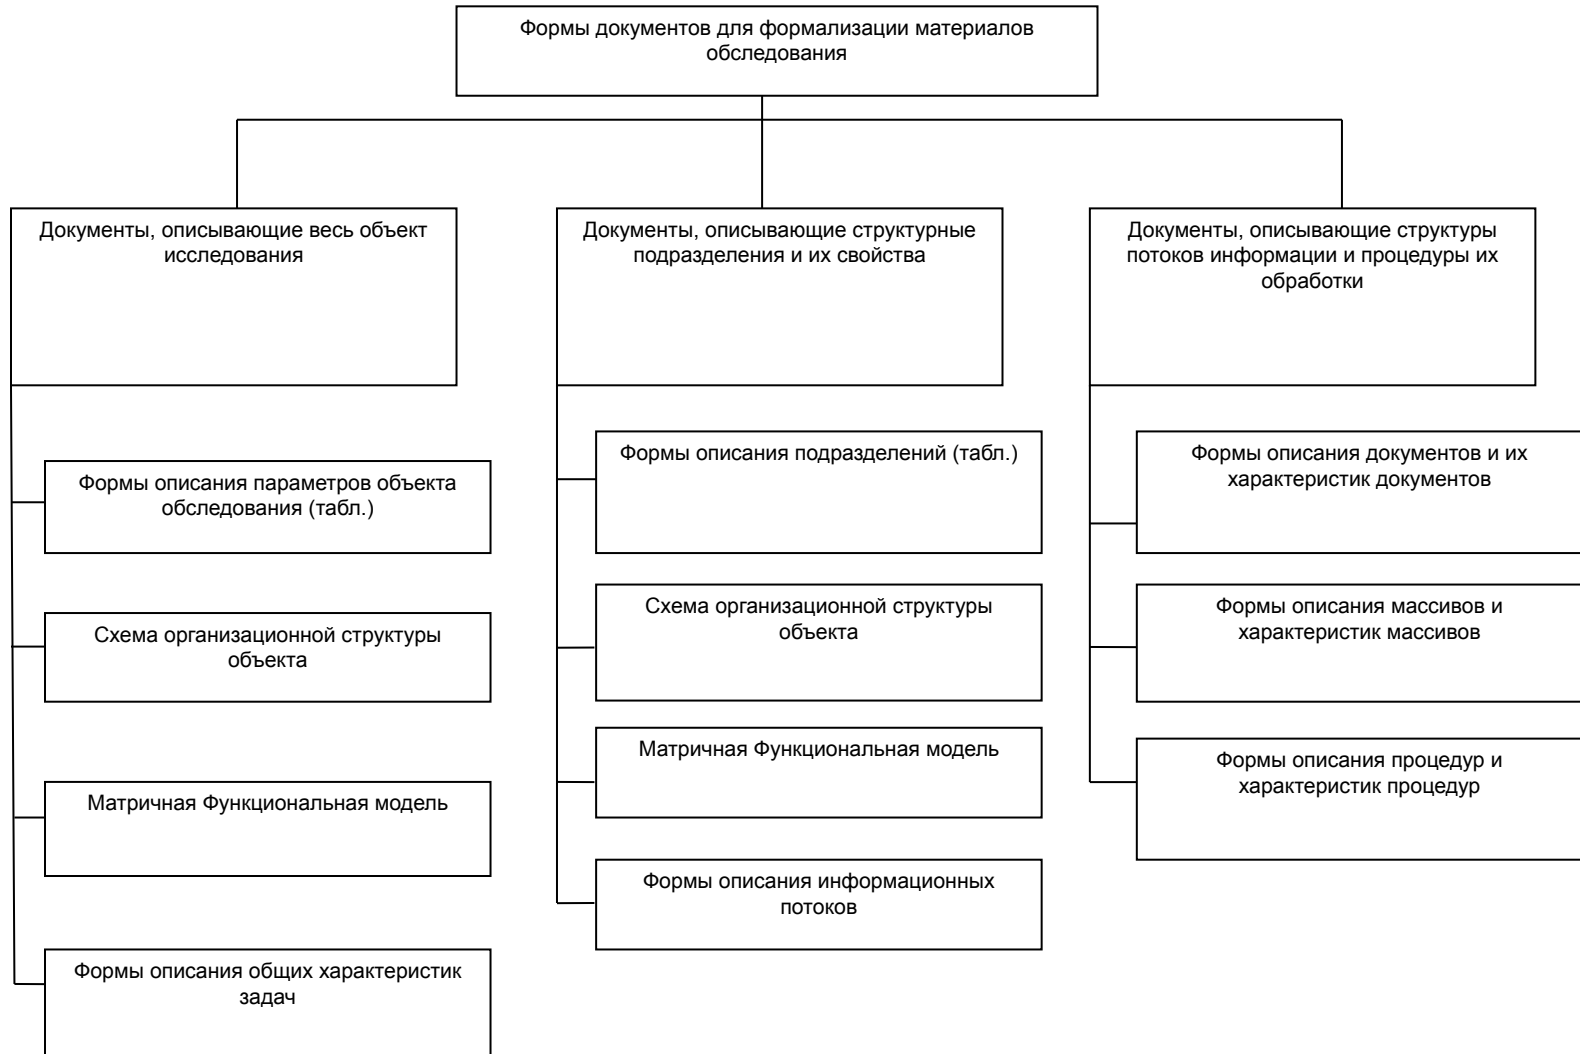 Формы документов для формализации материалов
обследования
Документы, описывающие весь объект
исследования
Формы описания параметров объекта
обследования (табл.)
Схема организационной структуры
объекта
Матричная Функциональная модель
Формы описания общих характеристик
задач
Документы, описывающие структурные
подразделения и их свойства
Формы описания подразделений (табл.)
Схема организационной структуры
объекта
Матричная Функциональная модель
Формы описания информационных
потоков
Документы, описывающие структуры
потоков информации и процедуры их
обработки
Формы описания документов и их
характеристик документов
Формы описания массивов и
характеристик массивов
Формы описания процедур и
характеристик процедур